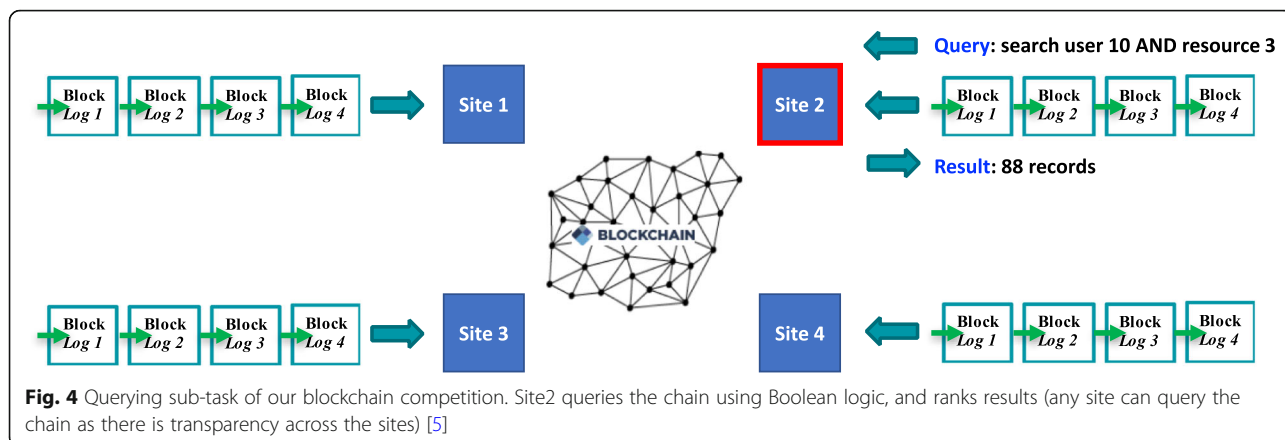 Query: search user 10 AND resource 3
Block Log 1
Block Log 2
Block Log 3
Block Log 4
Site 1
Site 2
Block Log 1
Block Log 2
Block Log 3
Block Log 4
Result: 88 records
BLOCKCHAIN
Block Log 1
Block Log 2
Block Log 3
Block Log 4
Site 3
Site 4
Block Log 1
Block Log 2
Block Log 3
Block Log 4
Fig. 4 Querying sub-task of our blockchain competition. Site2 queries the chain using Boolean logic, and ranks results (any site can query the
chain as there is transparency across the sites) [5]